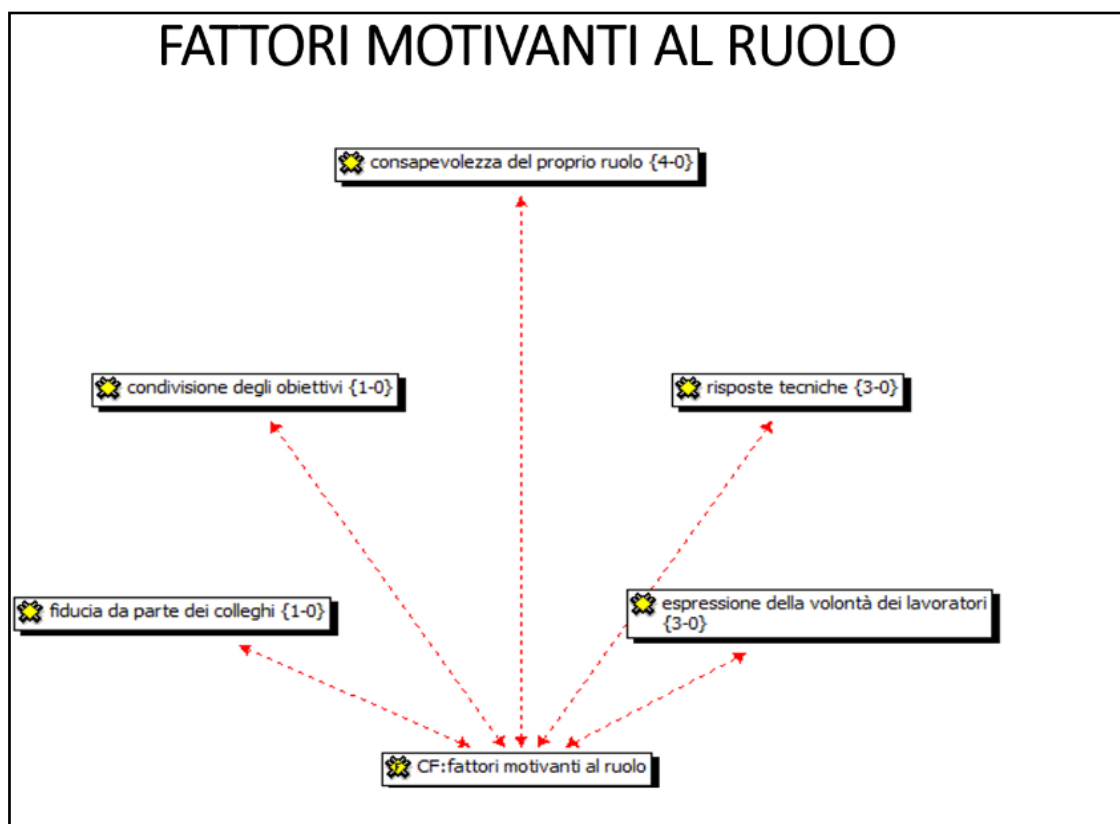 FATTORI MOTIVANTI AL RUOLO
consapevolezza del proprio ruolo {4-0}
condivisione degli obiettivi {1-0}
risposte tecniche {3-0}
fiducia da parte dei colleghi {1-0}
espressione della volontà dei lavoratori
{3-0}
CF:fattori motivanti al ruolo